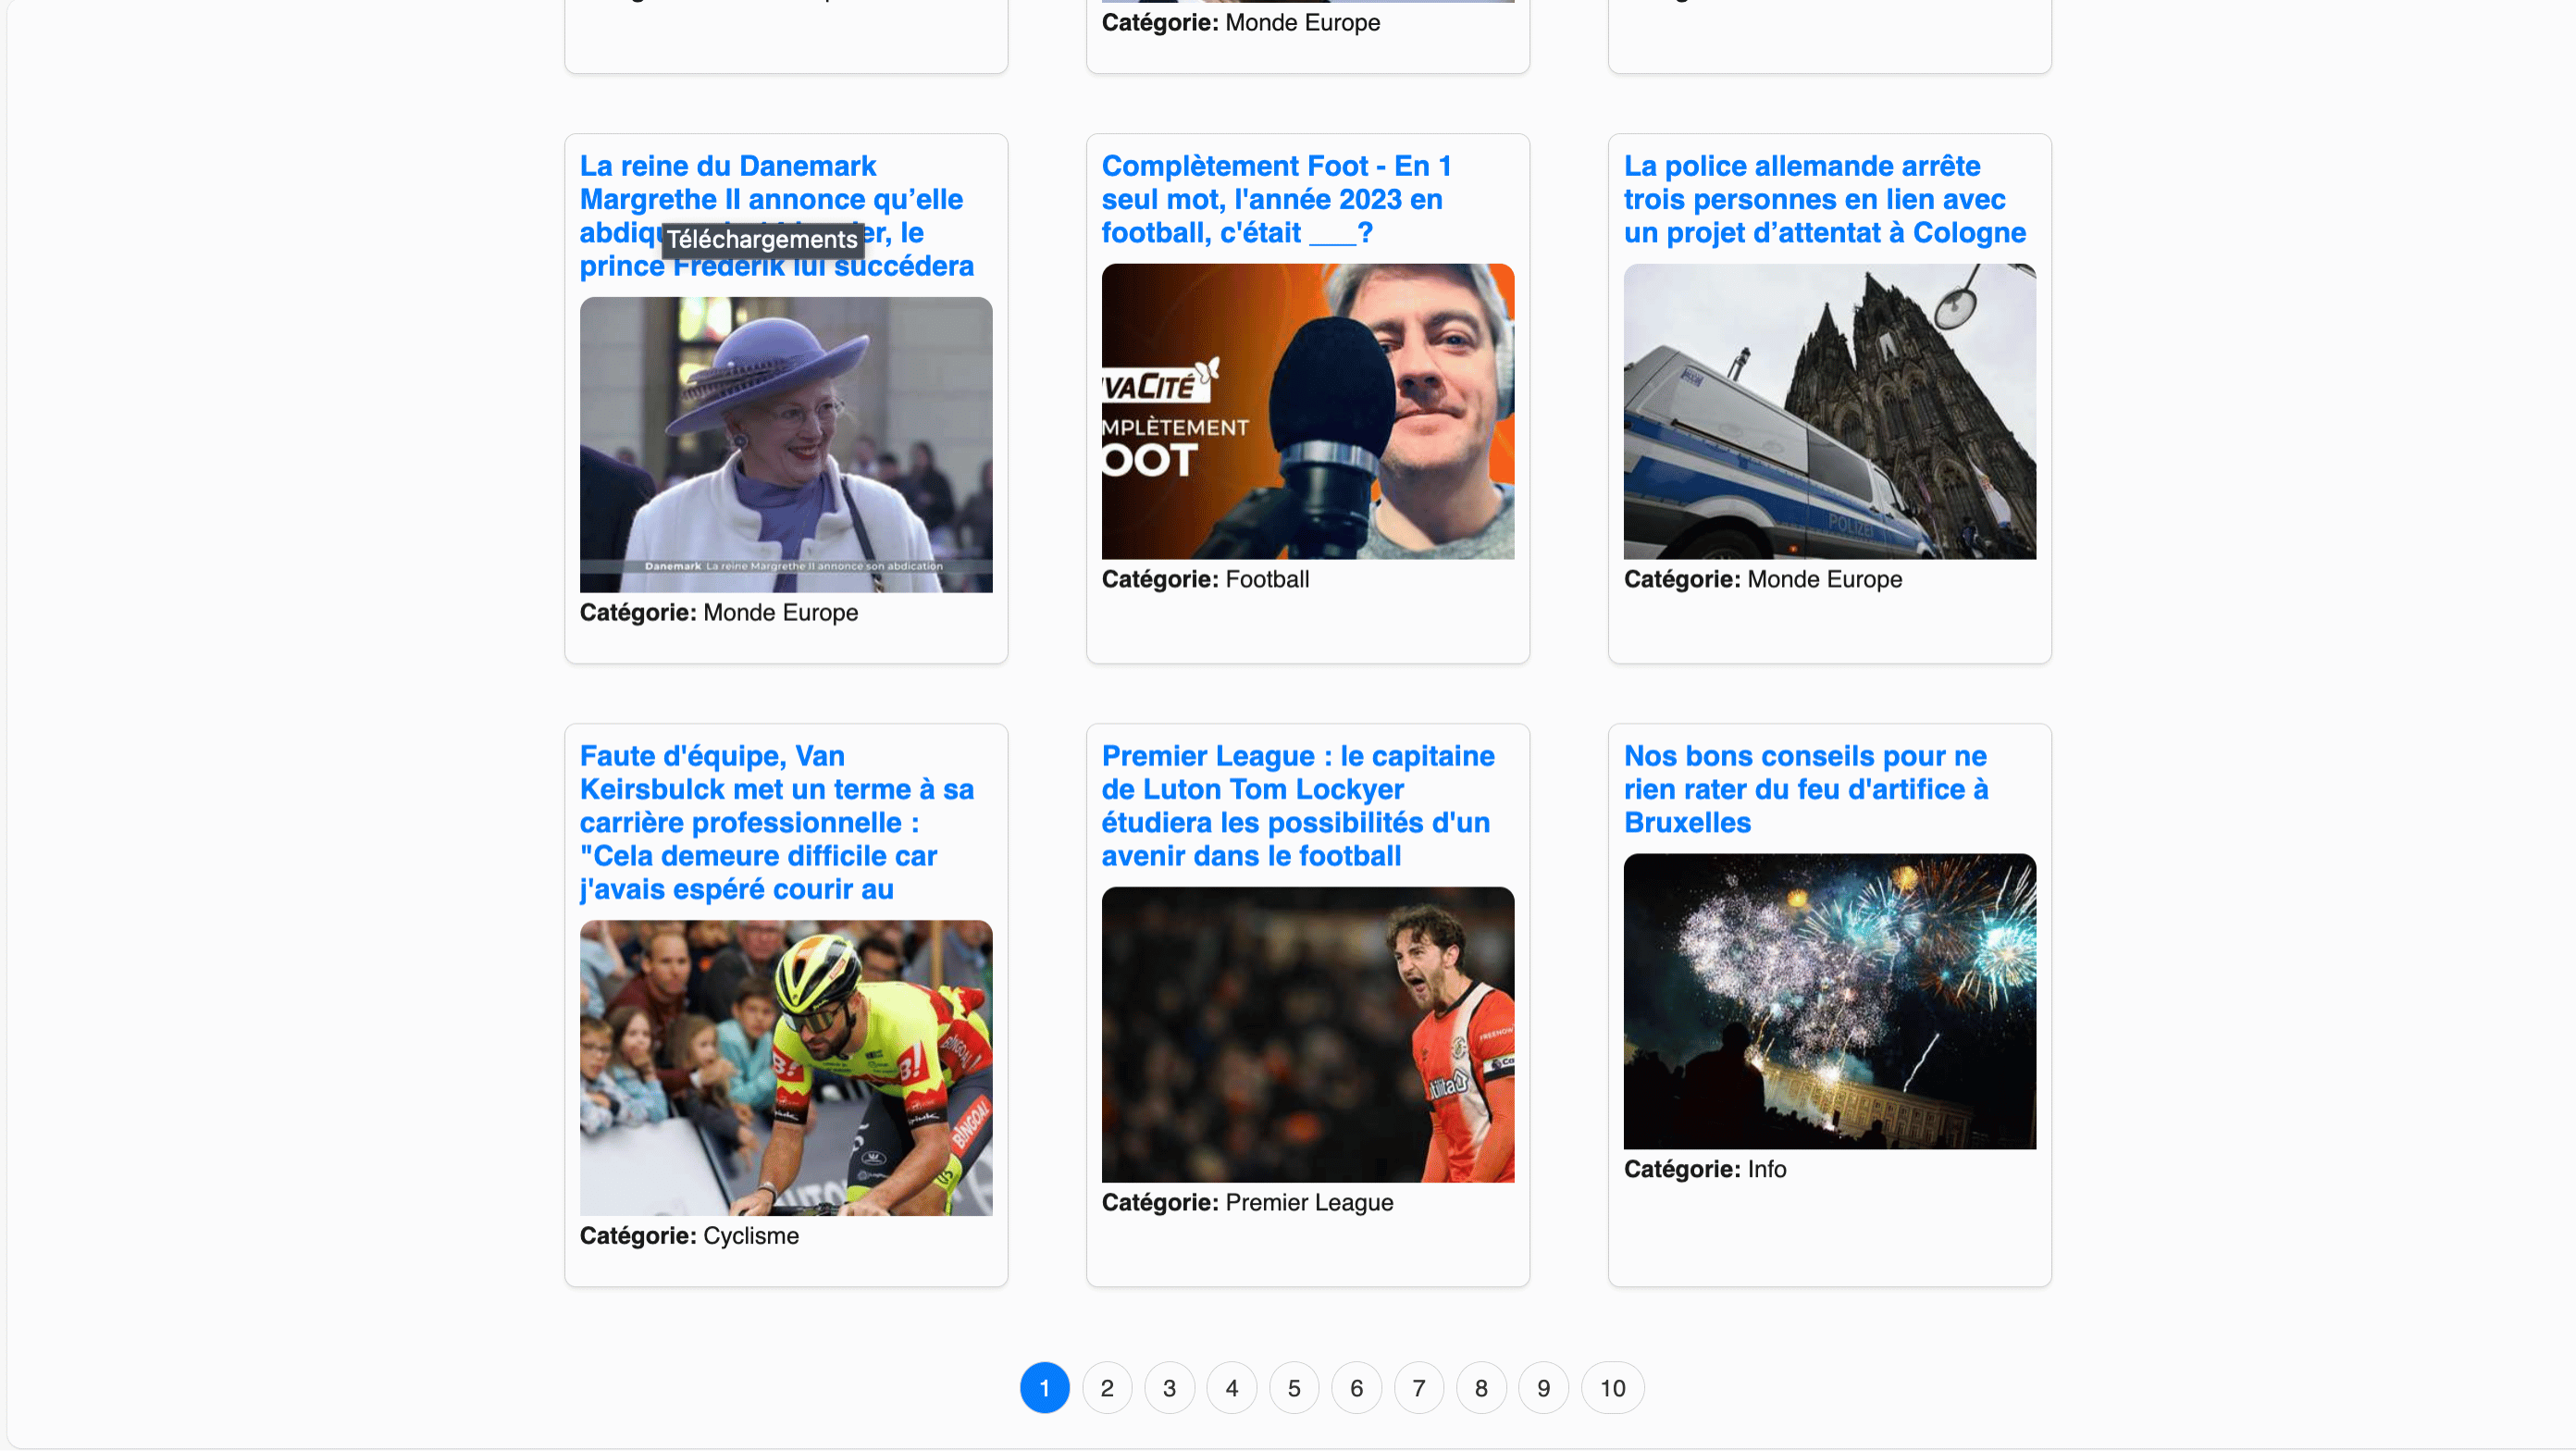 Catégorie: Monde Europe
La reine du Danemark
Margrethe II annonce qu’elle
le
Téléchargements
prince Frederik lui succédera
Danemark La reine Margrethe II annonce son abdication
Catégorie: Monde Europe
Complètement Foot - En 1
seul mot, l'année 2023 en
football, c'était ___?
VACITÉ
MPLÈTEMENT
OOT
Catégorie: Football
La police allemande arrête
trois personnes en lien avec
un projet d’attentat à Cologne
POLIZEI
Catégorie: Monde Europe
Faute d'équipe, Van
Keirsbulck met un terme à sa
carrière professionnelle :
"Cela demeure difficile car
j'avais espéré courir au
B!
B!
BINGOAL
BINGOAL
Catégorie: Cyclisme
Premier League : le capitaine
de Luton Tom Lockyer
étudiera les possibilités d'un
avenir dans le football
FREENOW
utilita
Catégorie: Premier League
Nos bons conseils pour ne
rien rater du feu d'artifice à
Bruxelles
Catégorie: Info
1 2 3 4 5 6 7 8 9 10